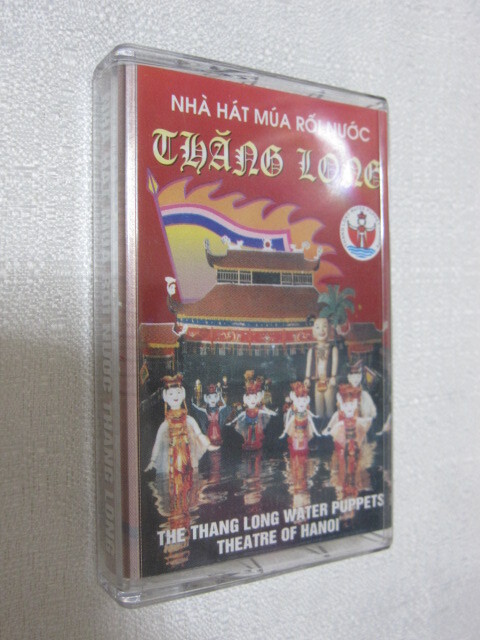 NHÀ HÁT MÚA RỐI NƯỚC
THĂNG LONG
THE THANG LONG WATER PUPPETS
THEATRE OF HANOI